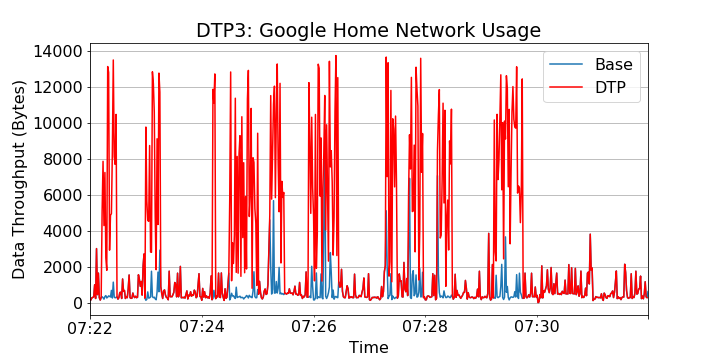 DTP3: Google Home Network Usage
Data Throughput (Bytes)
14000
12000
10000
8000
6000
4000
2000
0
Base
DTP
07:22 07:24 07:26 07:28 07:30
Time